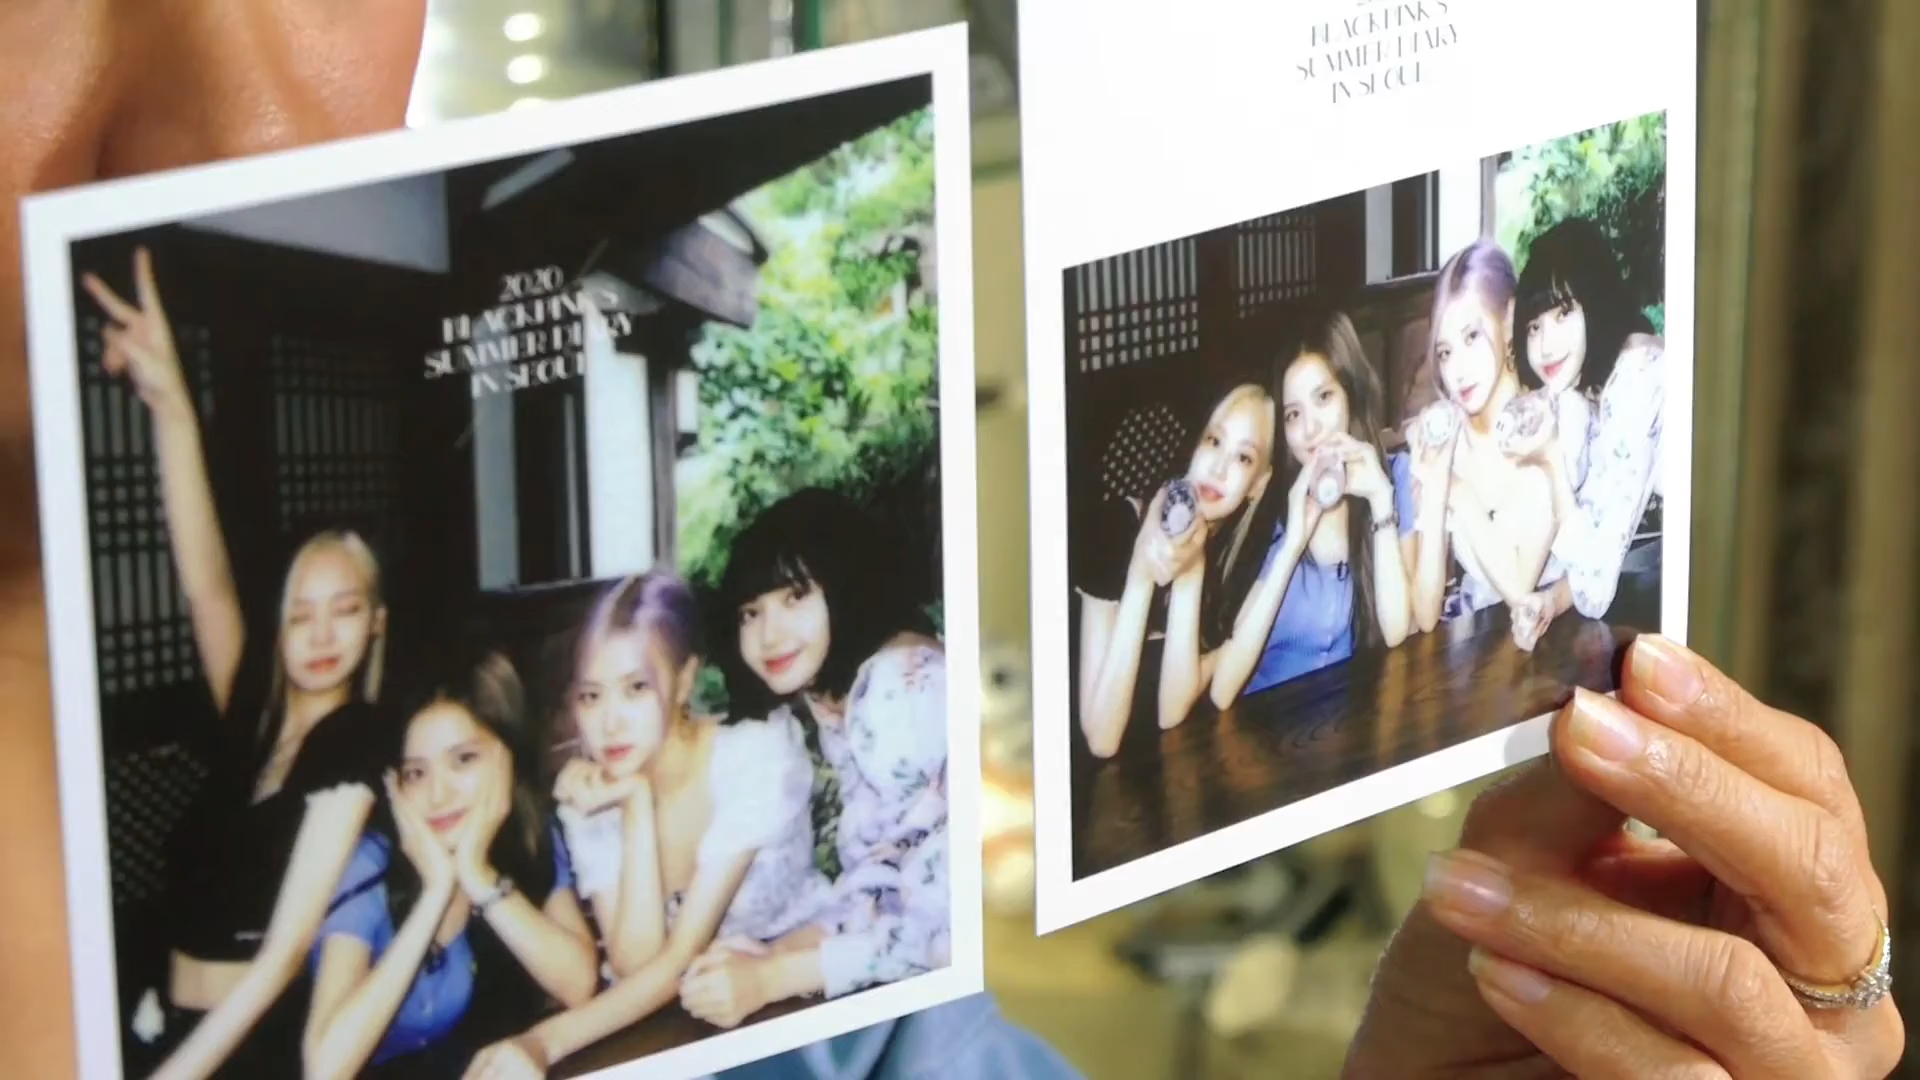 2020
BLACKPINK'S
SUMMER DIARY
IN SEOUL
BLACKPINK'S
SUMMER DIARY
IN SEOUL